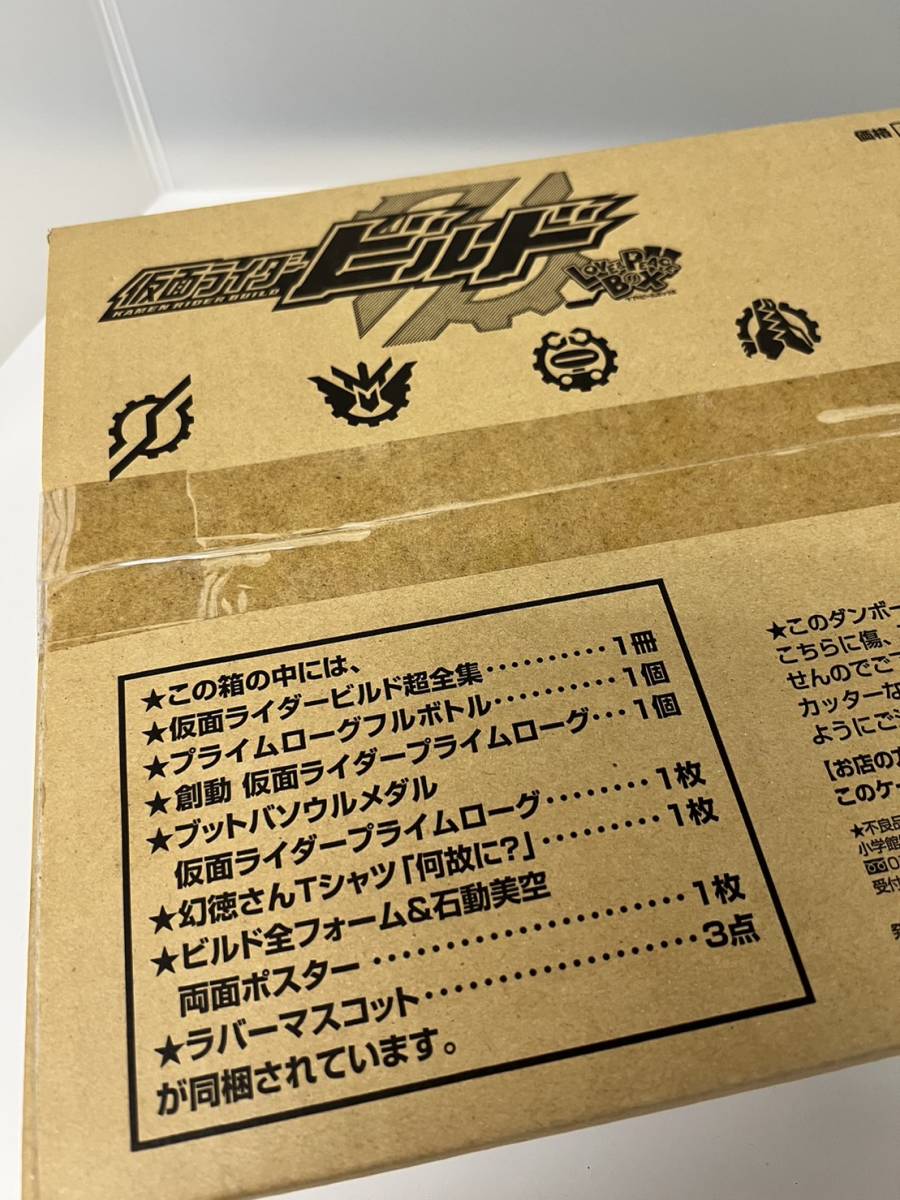 価格
仮面ライダー ビルド
KAMEN RIDER BUILD
LOVE&PEACE
BOX
★この箱の中には、
★仮面ライダービルド超全集・・・・・・・・・・1冊
★プライムローグフルボトル・・・・・・・・・・1個
★創動 仮面ライダープライムローグ・・・1個
★ブットバソウルメダル
仮面ライダープライムローグ・・・・・・・・1枚
★幻徳さんTシャツ「何故に?」・・・・・・・・・1枚
★ビルド全フォーム&石動美空
両面ポスター・・・・・・・・・・・・・・・・・・1枚
★ラバーマスコット・・・・・・・・・・・・・・・・・・3点
が同梱されています。
★このダンボー
こちらに傷、
せんのでご
カッターな
ようにご
【お店の
このケー
★不良品
小学館
受付